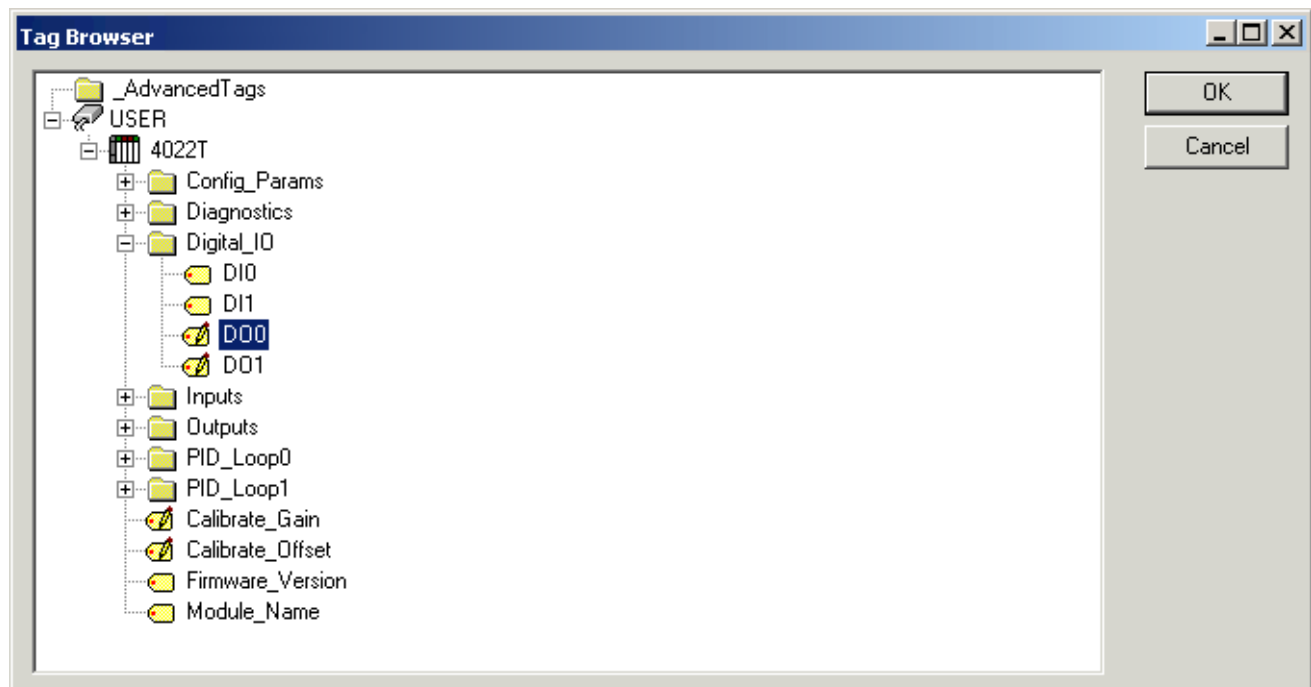 Tag Browser
_AdvancedTags
OK
USER
4022T
Cancel
Config_Params
Diagnostics
Digital_IO
DI0
DI1
DO0
DO1
Inputs
Outputs
PID_Loop0
PID_Loop1
Calibrate_Gain
Calibrate_Offset
Firmware_Version
Module_Name